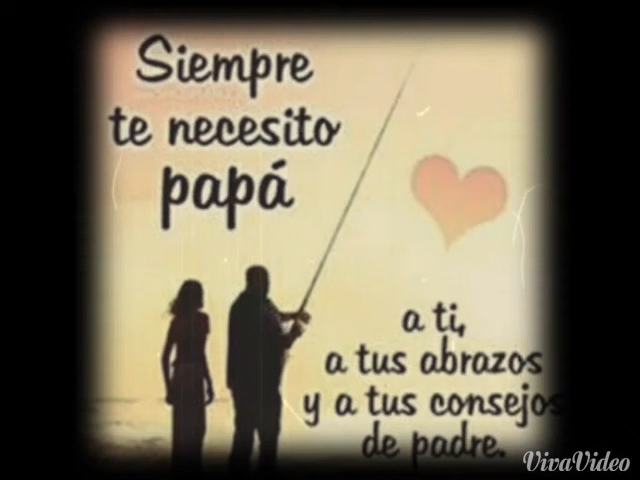 Siempre
te necesito
papá
a ti,
a tus abrazos
y a tus consejos
de padre.
VivaVideo